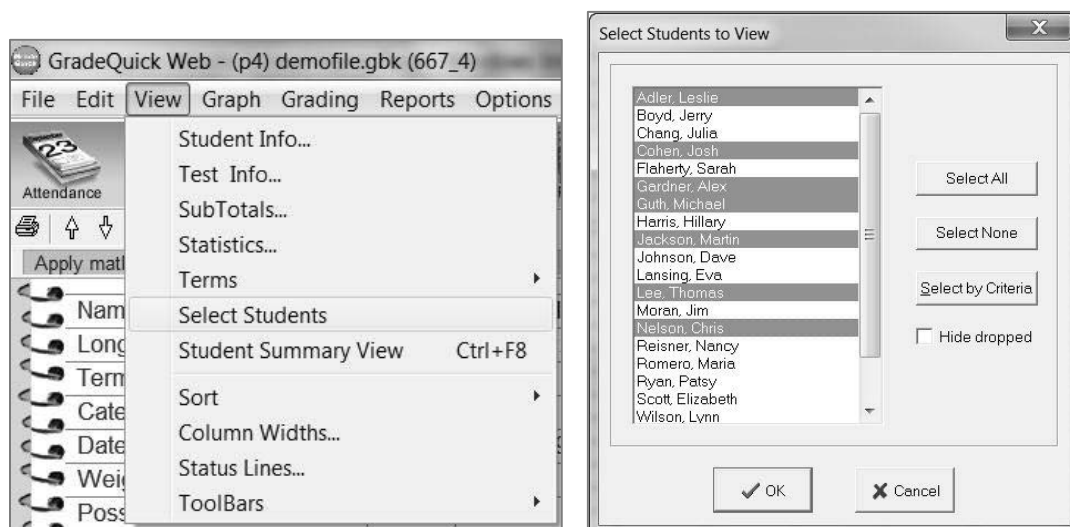 GradeQuick Web - (p4) demofile.gbk (667_4)
File Edit View Graph Grading Reports Options
23
Attendance
Student Info...
Test Info...
SubTotals...
Statistics...
Terms
Select Students
Student Summary View Ctrl+F8
Sort
Column Widths...
Status Lines...
ToolBars
Apply
Nam
Long
Term
Cate
Date
Wei
Poss
Select Students to View
Adler, Leslie
Boyd, Jerry
Chang, Julia
Cohen, Josh
Flaherty, Sarah
Gardner, Alex
Guth, Michael
Harris, Hillary
Jackson, Martin
Johnson, Dave
Lansing, Eva
Lee, Thomas
Moran, Jim
Nelson, Chris
Reisner, Nancy
Romero, Maria
Ryan, Patsy
Scott, Elizabeth
Wilson, Lynn
Select All
Select None
Select by Criteria
Hide dropped
OK
Cancel